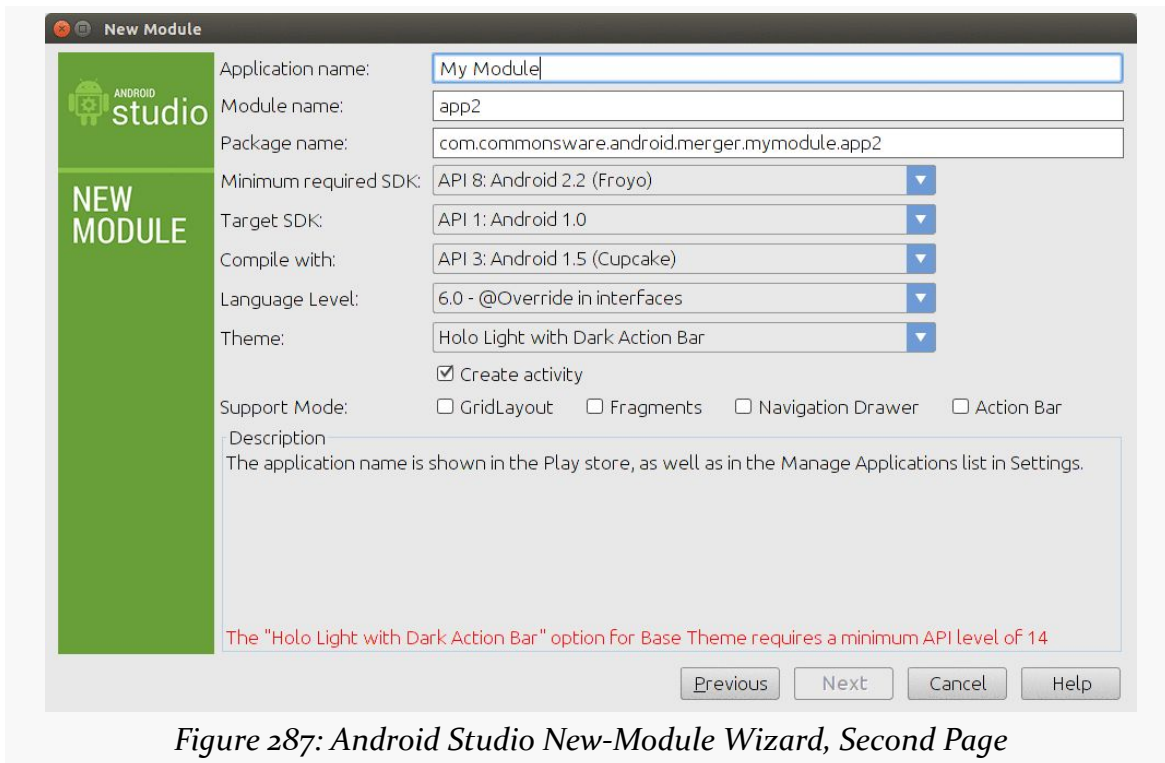 New Module
ANDROID
studio
NEW
MODULE
Application name: My Module
Module name: app2
Package name: com.commonsware.android.merger.mymodule.app2
Minimum required SDK: API 8: Android 2.2 (Froyo)
Target SDK: API 1: Android 1.0
Compile with: API 3: Android 1.5 (Cupcake)
Language Level: 6.0 - @Override in interfaces
Theme: Holo Light with Dark Action Bar
Create activity
Support Mode: GridLayout Fragments Navigation Drawer Action Bar
Description
The application name is shown in the Play store, as well as in the Manage Applications list in Settings.
The "Holo Light with Dark Action Bar" option for Base Theme requires a minimum API level of 14
Previous Next Cancel Help
Figure 287: Android Studio New-Module Wizard, Second Page